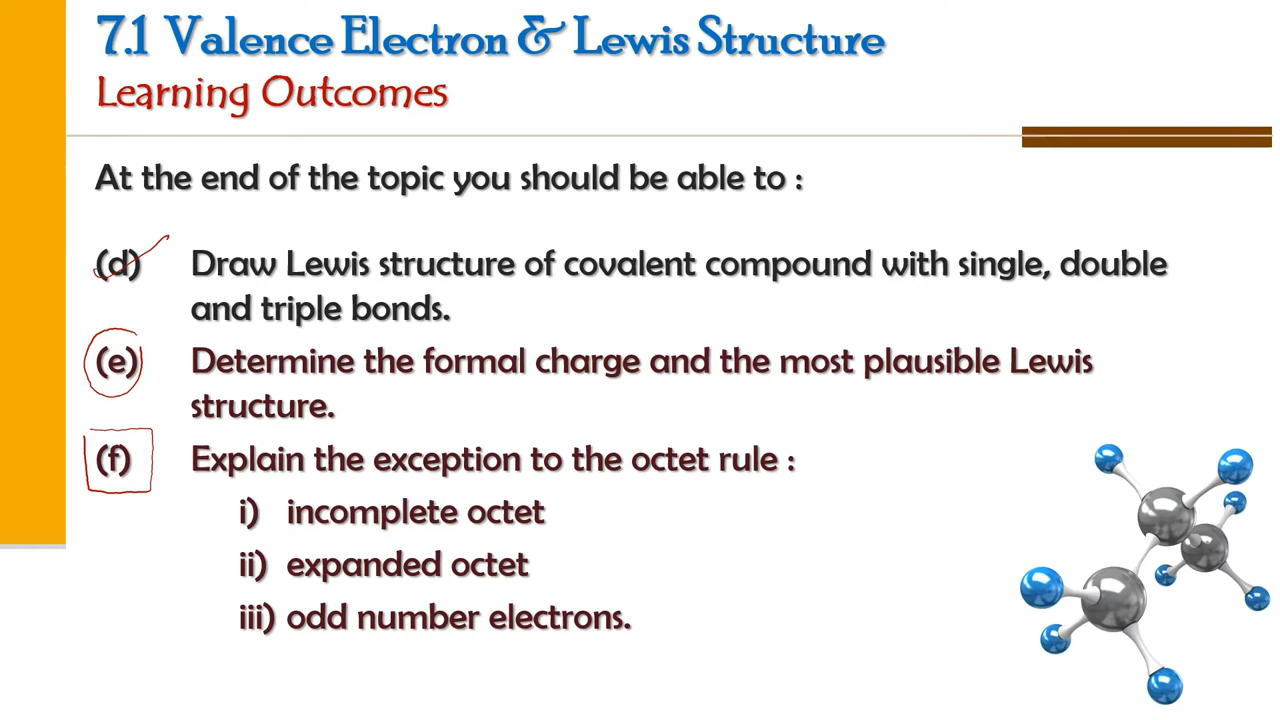 7.1 Valence Electron & Lewis Structure
Learning Outcomes
At the end of the topic you should be able to :
(d) Draw Lewis structure of covalent compound with single, double
and triple bonds.
(e) Determine the formal charge and the most plausible Lewis
structure.
(f) Explain the exception to the octet rule :
i) incomplete octet
ii) expanded octet
iii) odd number electrons.